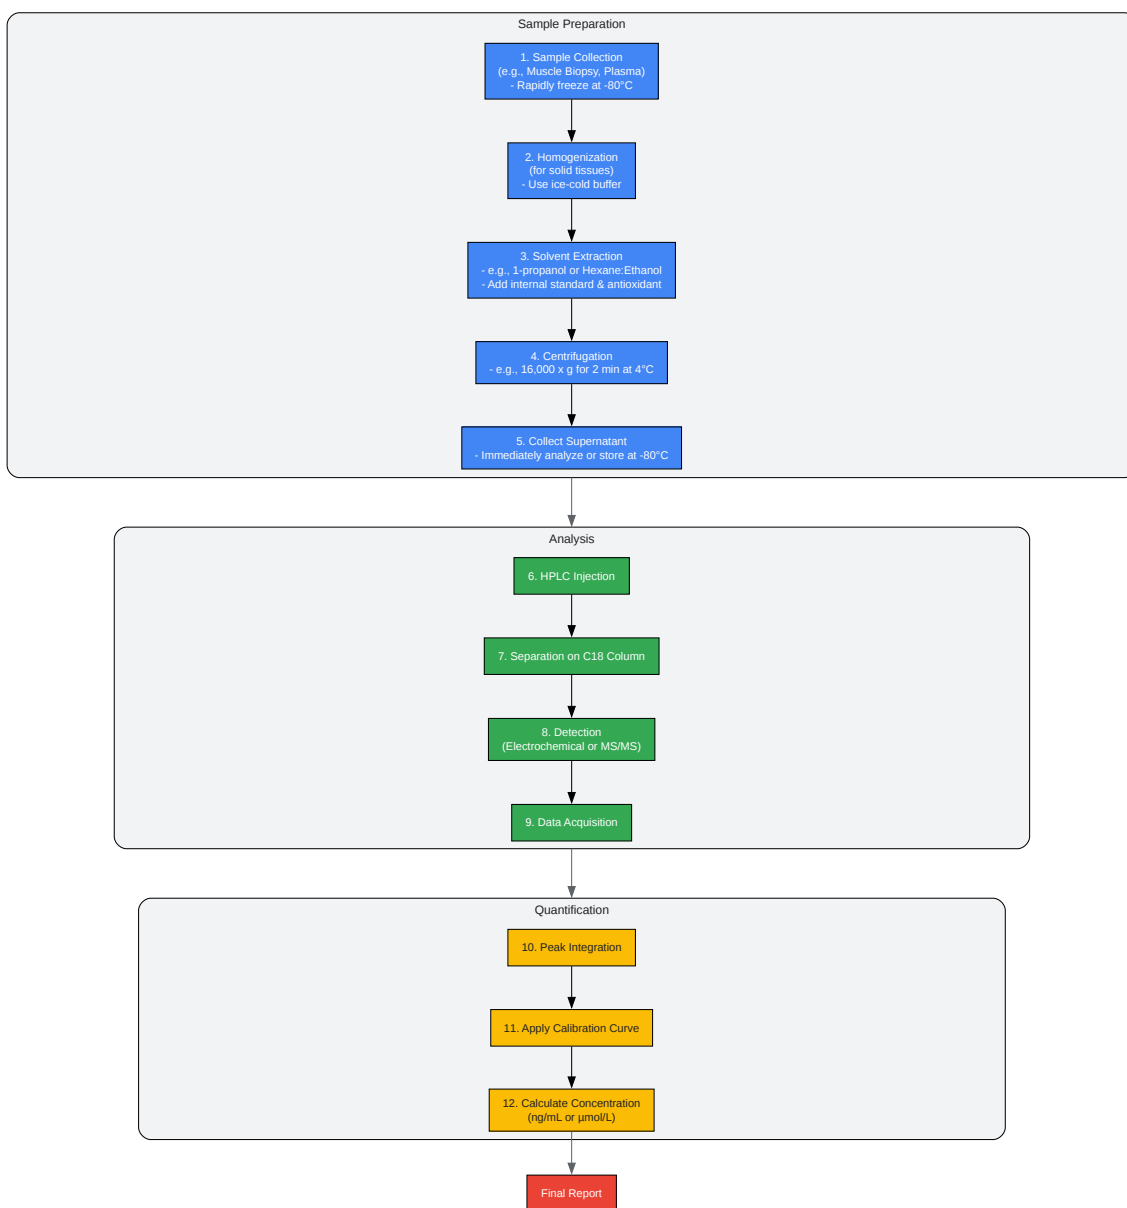 Sample Preparation
1. Sample Collection
(e.g., Muscle Biopsy, Plasma)
- Rapidly freeze at -80°C
2. Homogenization
(for solid tissues)
- Use ice-cold buffer
3. Solvent Extraction
- e.g., 1-propanol or Hexane:Ethanol
- Add internal standard & antioxidant
4. Centrifugation
- e.g., 16,000 x g for 2 min at 4°C
5. Collect Supernatant
- Immediately analyze or store at -80°C
Analysis
6. HPLC Injection
7. Separation on C18 Column
8. Detection
(Electrochemical or MS/MS)
9. Data Acquisition
Quantification
10. Peak Integration
11. Apply Calibration Curve
12. Calculate Concentration
(ng/mL or µmol/L)
Final Report